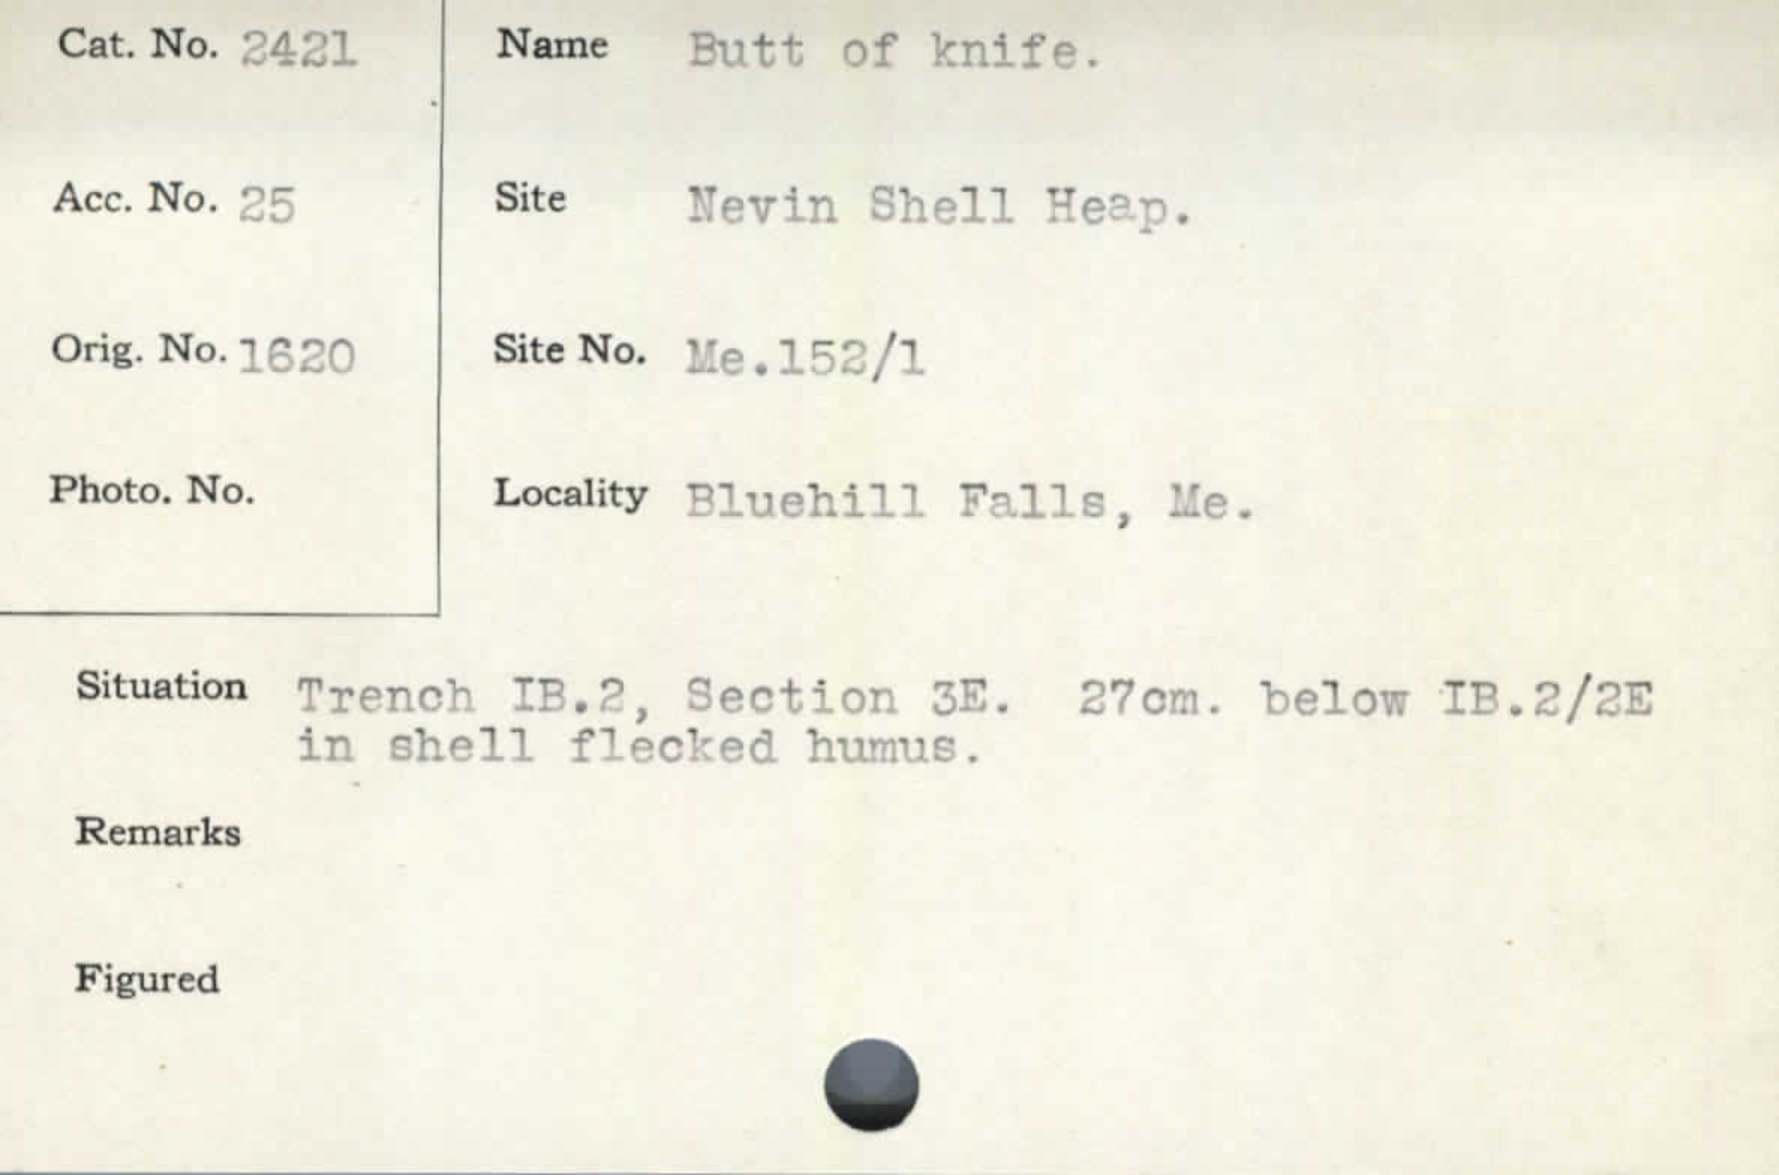 Cat. No. 2421
Name Butt of knife.
Acc. No. 25
Site Nevin Shell Heap.
Orig. No. 1620
Site No. Me.152/1
Photo. No.
Locality Bluehill Falls, Me.
Situation Trench IB.2, Section 3E. 27cm. below IB.2/2E
in shell flecked humus.
Remarks
Figured